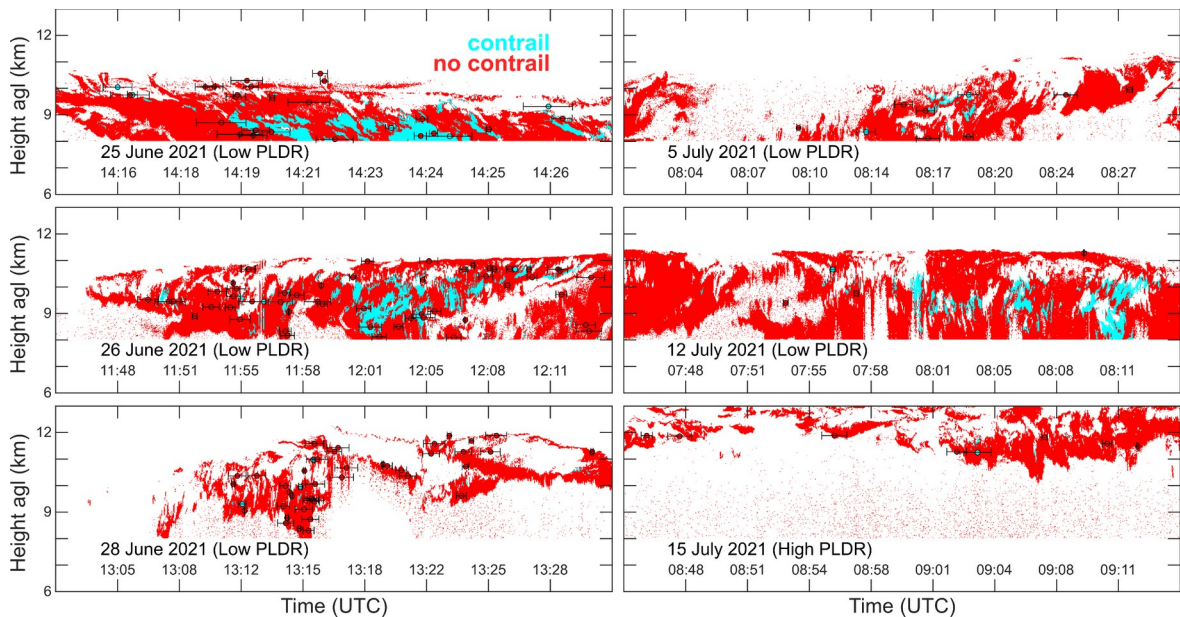 12
9
6
Height agl (km)
contrail
no contrail
25 June 2021 (Low PLDR)
14:16 14:18 14:19 14:21 14:23 14:24 14:25 14:26
5 July 2021 (Low PLDR)
08:04 08:07 08:10 08:14 08:17 08:20 08:24 08:27
12
9
6
Height agl (km)
26 June 2021 (Low PLDR)
11:48 11:51 11:55 11:58 12:01 12:05 12:08 12:11
12 July 2021 (Low PLDR)
07:48 07:51 07:55 07:58 08:01 08:05 08:08 08:11
12
9
6
Height agl (km)
28 June 2021 (Low PLDR)
13:05 13:08 13:12 13:15 13:18 13:22 13:25 13:28
15 July 2021 (High PLDR)
08:48 08:51 08:54 08:58 09:01 09:04 09:08 09:11
Time (UTC)
Time (UTC)